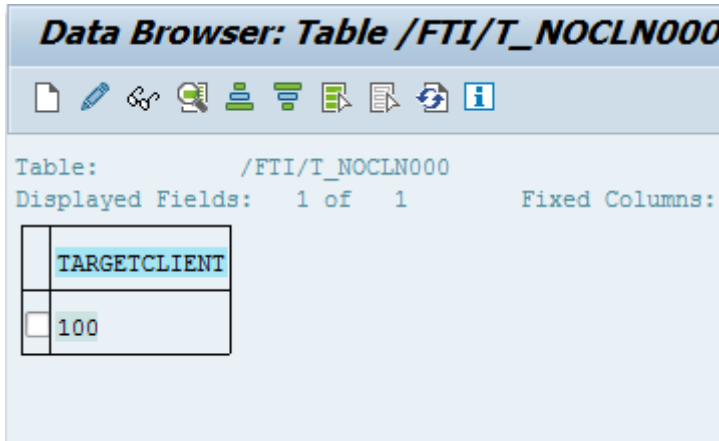 Data Browser: Table /FTI/T_NOCLN000
Table: /FTI/T_NOCLN000
Displayed Fields: 1 of 1 Fixed Columns:
TARGETCLIENT
100